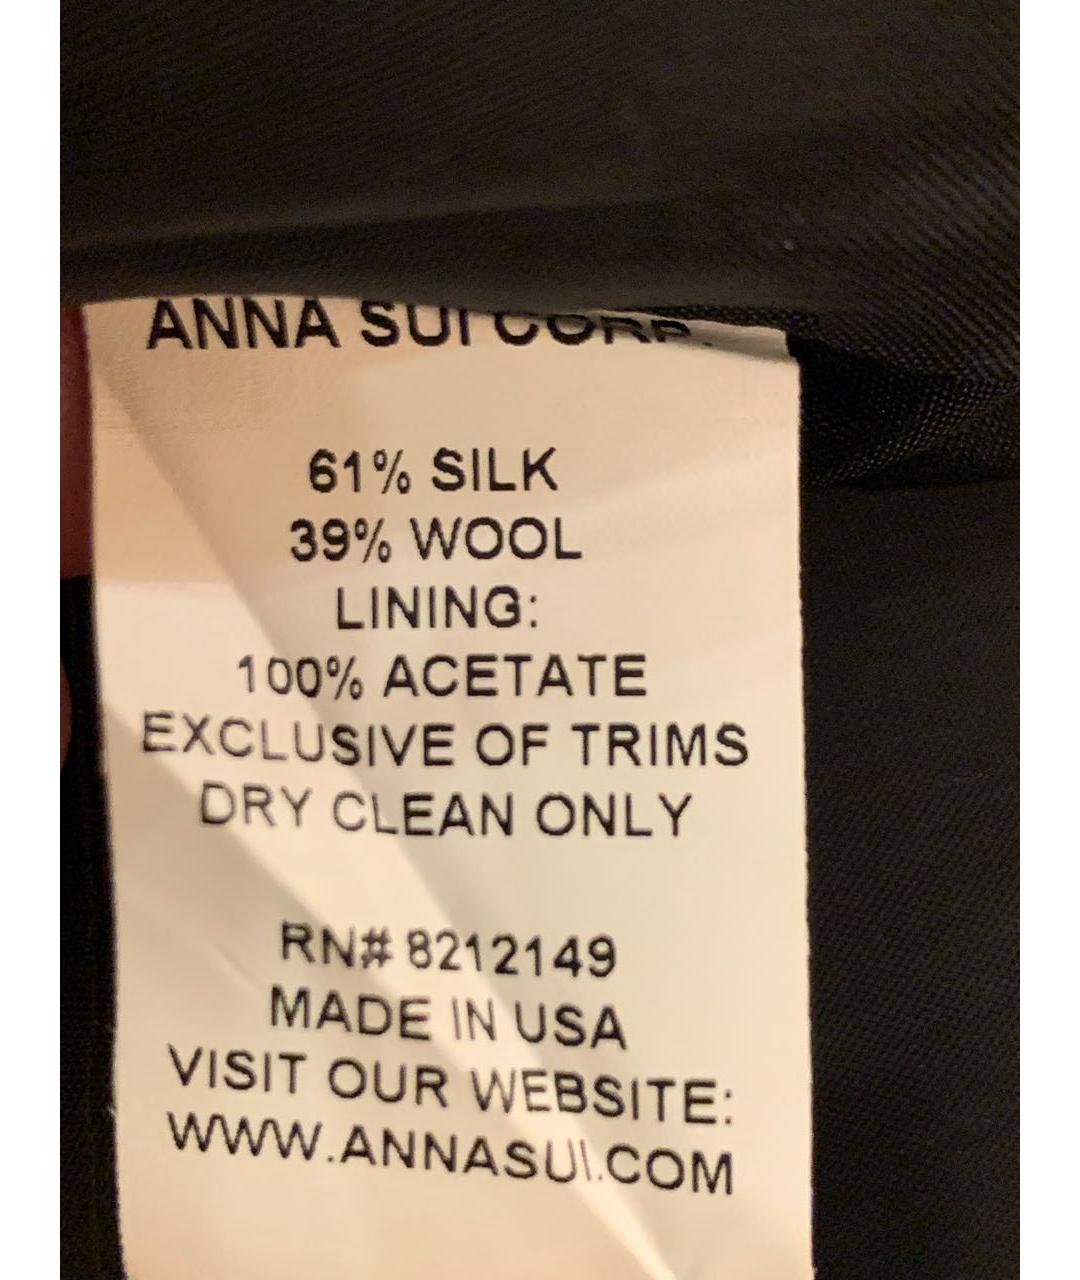 ANNA SUI CORP.
61% SILK
39% WOOL
LINING:
100% ACETATE
EXCLUSIVE OF TRIMS
DRY CLEAN ONLY
RN# 8212149
MADE IN USA
VISIT OUR WEBSITE:
WWW.ANNASUI.COM